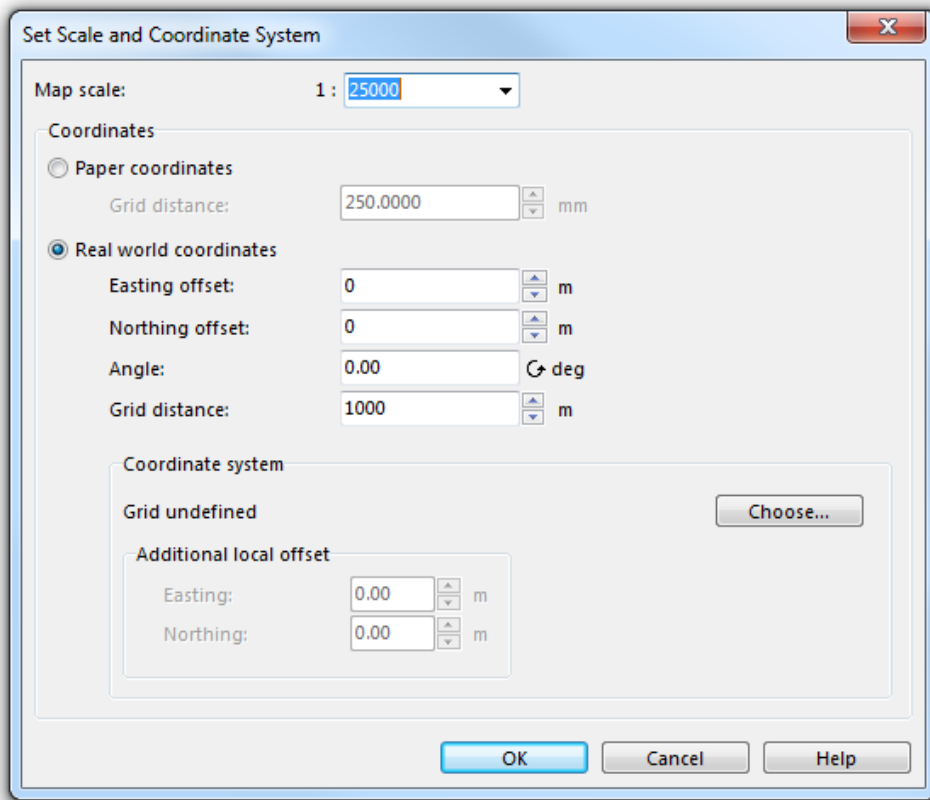 Set Scale and Coordinate System
Map scale: 1 : 25000
Coordinates
Paper coordinates
Grid distance: 250.0000 mm
Real world coordinates
Easting offset: 0 m
Northing offset: 0 m
Angle: 0.00 deg
Grid distance: 1000 m
Coordinate system
Grid undefined Choose...
Additional local offset
Easting: 0.00 m
Northing: 0.00 m
OK Cancel Help